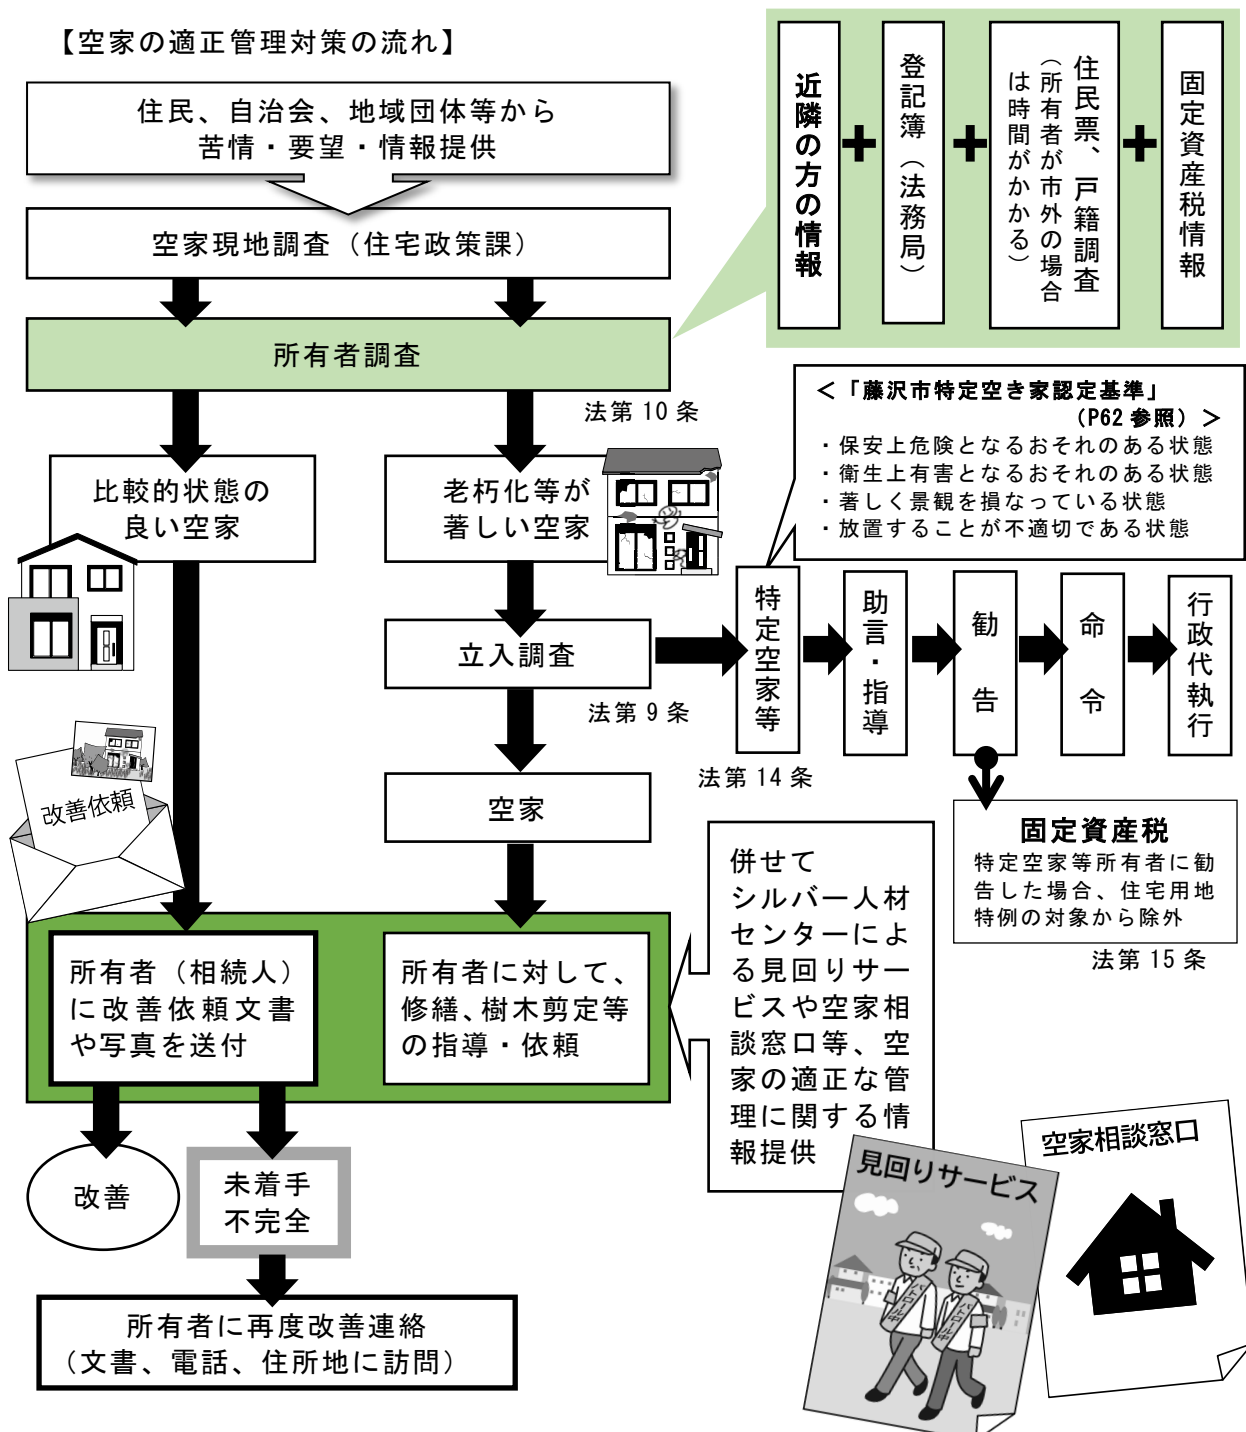 【空家の適正管理対策の流れ】
住民、自治会、地域団体等から
苦情・要望・情報提供
空家現地調査（住宅政策課）
所有者調査
法第10条
近隣の方の情報
＋
登記簿（法務局）
＋
住民票、戸籍調査
（所有者が市外の場合
は時間がかかる）
＋
固定資産税情報
比較的状態の
良い空家
老朽化等が
著しい空家
＜「藤沢市特定空き家認定基準」
（P62参照）＞
・保安上危険となるおそれのある状態
・衛生上有害となるおそれのある状態
・著しく景観を損なっている状態
・放置することが不適切である状態
立入調査
法第9条
特定空家等
助言・指導
勧告
命令
行政代執行
法第14条
固定資産税
特定空家等所有者に勧
告した場合、住宅用地
特例の対象から除外
法第15条
空家
改善依頼
所有者（相続人）
に改善依頼文書
や写真を送付
所有者に対して、
修繕、樹木剪定等
の指導・依頼
併せて
シルバー人材
センターによ
る見回りサー
ビスや空家相
談窓口等、空
家の適正な管
理に関する情
報提供
改善
未着手
不完全
所有者に再度改善連絡
（文書、電話、住所地に訪問）
見回りサービス
パトロール中
パトロール中
空家相談窓口